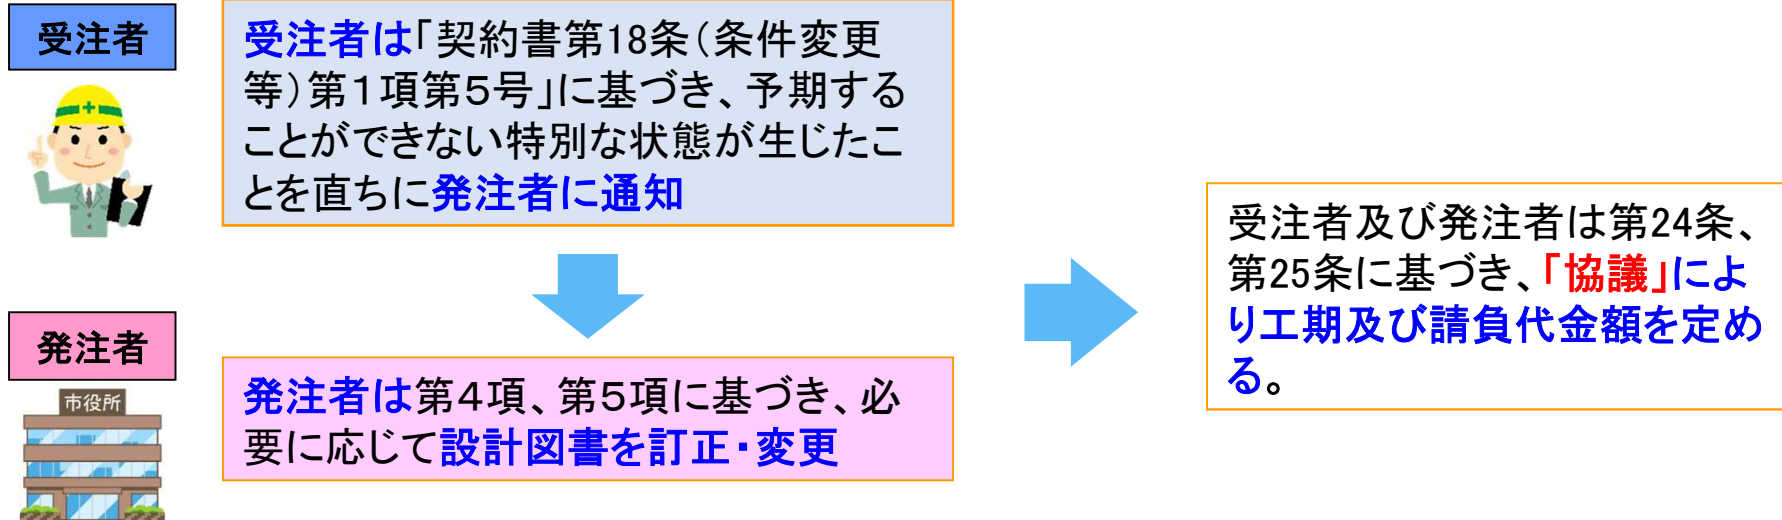 受注者
受注者は「契約書第18条（条件変更
等）第１項第５号」に基づき、予期する
ことができない特別な状態が生じたこ
とを直ちに発注者に通知
発注者
市役所
発注者は第４項、第５項に基づき、必
要に応じて設計図書を訂正・変更
受注者及び発注者は第24条、
第25条に基づき、「協議」によ
り工期及び請負代金額を定め
る。